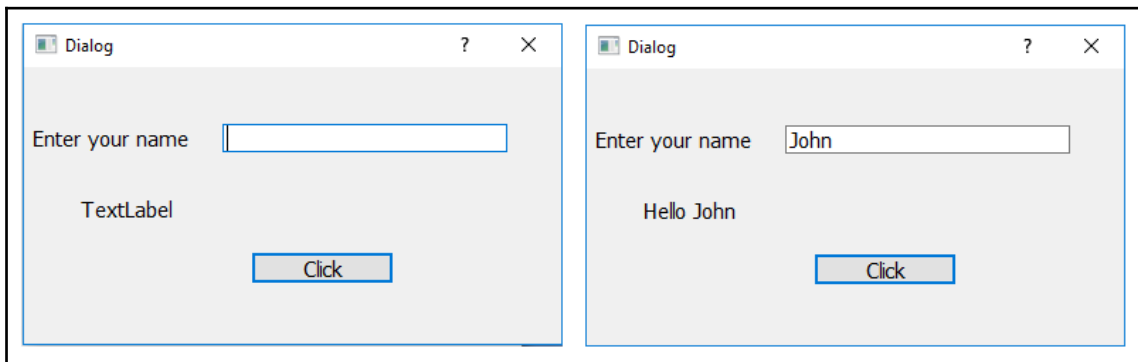 Dialog ?
Enter your name
TextLabel
Click
Dialog ?
Enter your name John
Hello John
Click